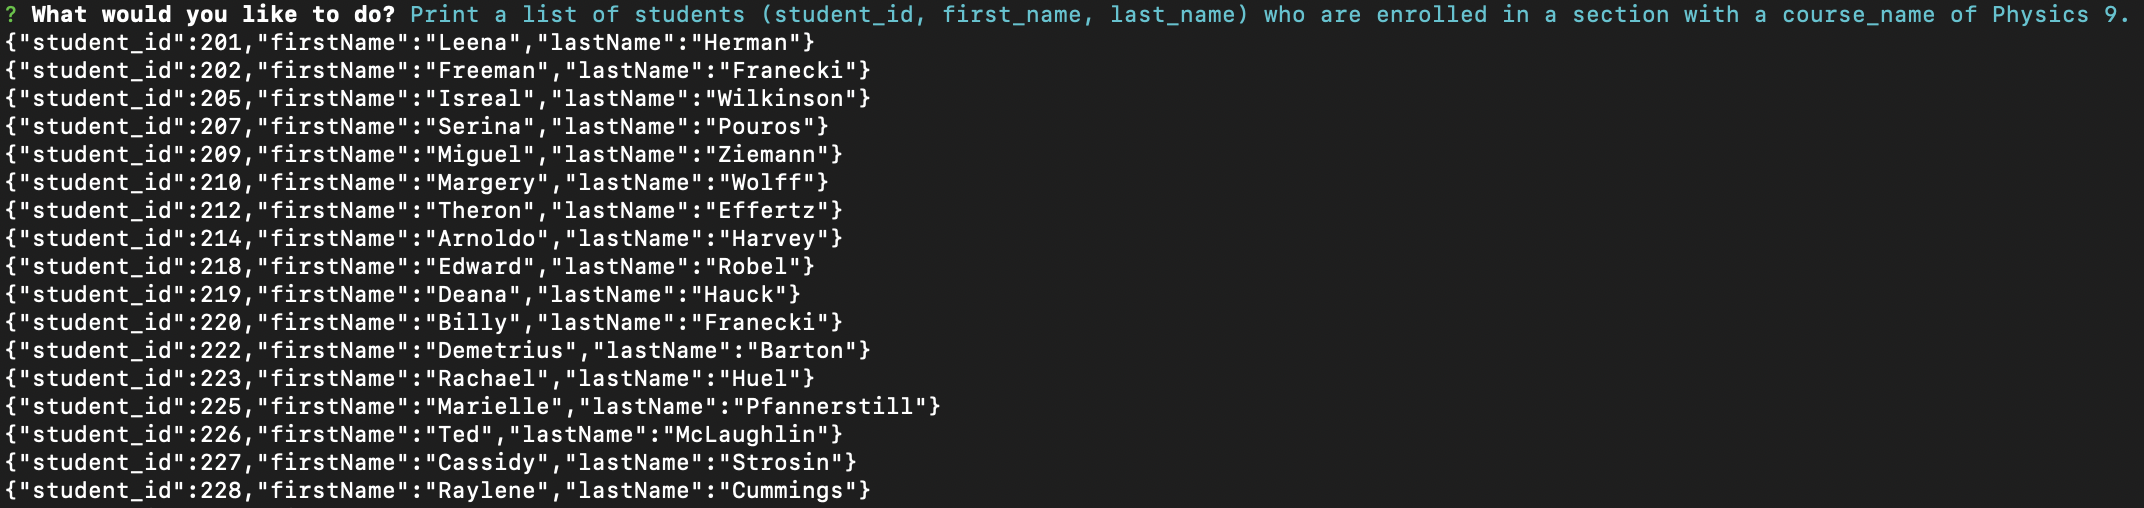 ? What would you like to do? Print a list of students (student_id, first_name, last_name) who are enrolled in a section with a course_name of Physics 9.
{"student_id":201,"firstName":"Leena","lastName":"Herman"}
{"student_id":202,"firstName":"Freeman","lastName":"Franecki"}
{"student_id":205,"firstName":"Isreal","lastName":"Wilkinson"}
{"student_id":207,"firstName":"Serina","lastName":"Pouros"}
{"student_id":209,"firstName":"Miguel","lastName":"Ziemann"}
{"student_id":210,"firstName":"Margery","lastName":"Wolff"}
{"student_id":212,"firstName":"Theron","lastName":"Effertz"}
{"student_id":214,"firstName":"Arnoldo","lastName":"Harvey"}
{"student_id":218,"firstName":"Edward","lastName":"Robel"}
{"student_id":219,"firstName":"Deana","lastName":"Hauck"}
{"student_id":220,"firstName":"Billy","lastName":"Franecki"}
{"student_id":222,"firstName":"Demetrius","lastName":"Barton"}
{"student_id":223,"firstName":"Rachael","lastName":"Huel"}
{"student_id":225,"firstName":"Marielle","lastName":"Pfannerstill"}
{"student_id":226,"firstName":"Ted","lastName":"McLaughlin"}
{"student_id":227,"firstName":"Cassidy","lastName":"Strosin"}
{"student_id":228,"firstName":"Raylene","lastName":"Cummings"}